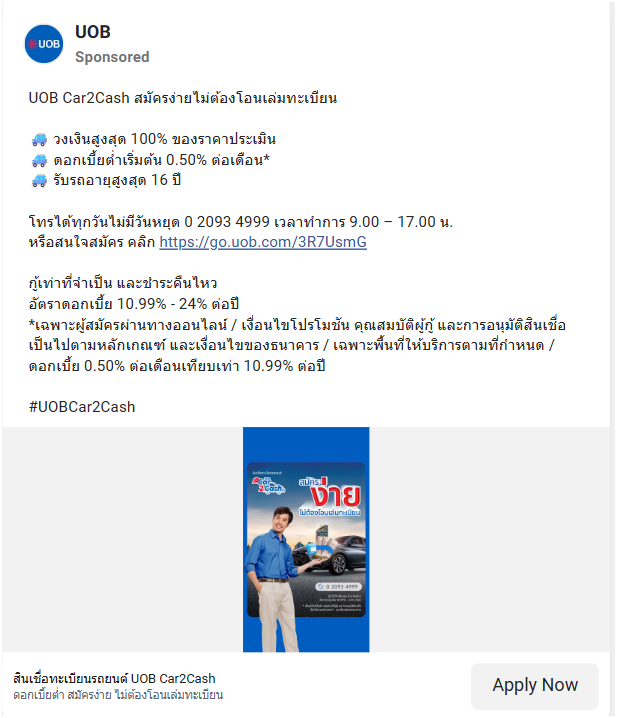 UOB
UOB
Sponsored
UOB Car2Cash สมัครง่ายไม่ต้องโอนเล่มทะเบียน
วงเงินสูงสุด 100% ของราคาประเมิน
ดอกเบี้ยต่ำเริ่มต้น 0.50% ต่อเดือน*
รับรถอายุสูงสุด 16 ปี
โทรได้ทุกวันไม่มีวันหยุด 0 2093 4999 เวลาทำการ 9.00 – 17.00 น.
หรือสนใจสมัคร คลิก https://go.uob.com/3R7UsmG
กู้เท่าที่จำเป็น และชำระคืนไหว
อัตราดอกเบี้ย 10.99% - 24% ต่อปี
*เฉพาะผู้สมัครผ่านทางออนไลน์ / เงื่อนไขโปรโมชัน คุณสมบัติผู้กู้ และการอนุมัติสินเชื่อ
เป็นไปตามหลักเกณฑ์ และเงื่อนไขของธนาคาร / เฉพาะพื้นที่ให้บริการตามที่กำหนด /
ดอกเบี้ย 0.50% ต่อเดือนเทียบเท่า 10.99% ต่อปี
#UOBCar2Cash
Car
2Cash
สมัคร
ง่าย
ไม่ต้องโอนเล่มทะเบียน
0 2093 4999
สินเชื่อทะเบียนรถยนต์ UOB Car2Cash
ดอกเบี้ยต่ำ สมัครง่าย ไม่ต้องโอนเล่มทะเบียน
Apply Now